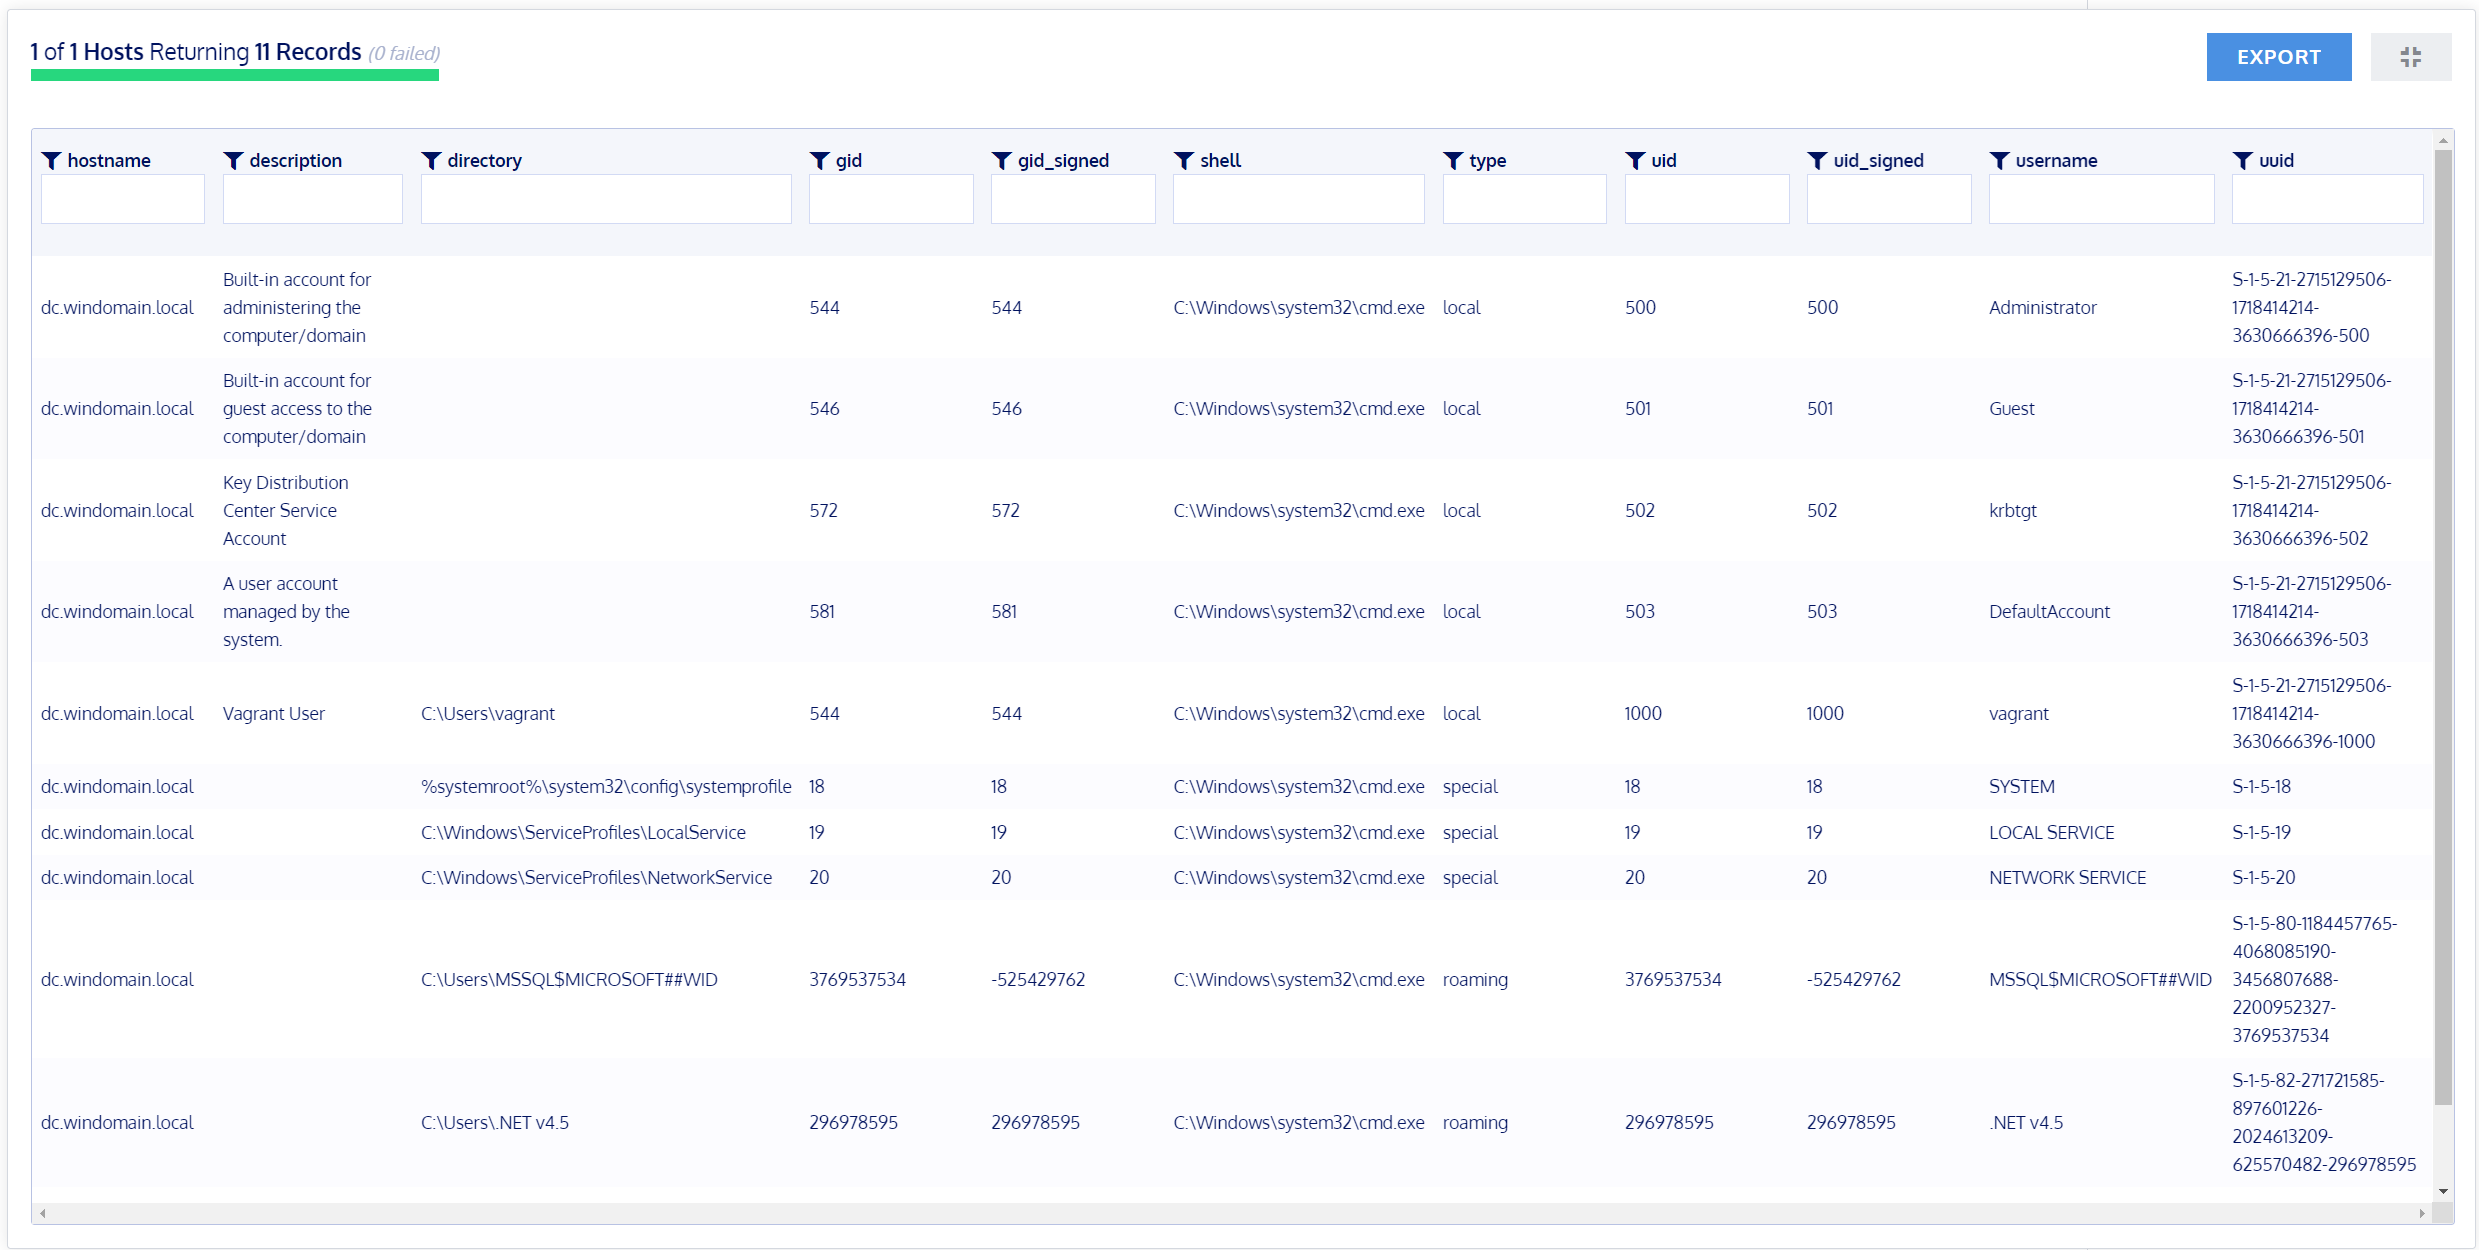 1 of 1 Hosts Returning 11 Records (0 failed)
EXPORT
hostname description directory gid gid_signed shell type uid uid_signed username uuid
dc.windomain.local Built-in account for administering the computer/domain 544 544 C:\Windows\system32\cmd.exe local 500 500 Administrator S-1-5-21-2715129506-1718414214-3630666396-500
dc.windomain.local Built-in account for guest access to the computer/domain 546 546 C:\Windows\system32\cmd.exe local 501 501 Guest S-1-5-21-2715129506-1718414214-3630666396-501
dc.windomain.local Key Distribution Center Service Account 572 572 C:\Windows\system32\cmd.exe local 502 502 krbtgt S-1-5-21-2715129506-1718414214-3630666396-502
dc.windomain.local A user account managed by the system. 581 581 C:\Windows\system32\cmd.exe local 503 503 DefaultAccount S-1-5-21-2715129506-1718414214-3630666396-503
dc.windomain.local Vagrant User C:\Users\vagrant 544 544 C:\Windows\system32\cmd.exe local 1000 1000 vagrant S-1-5-21-2715129506-1718414214-3630666396-1000
dc.windomain.local %systemroot%\system32\config\systemprofile 18 18 C:\Windows\system32\cmd.exe special 18 18 SYSTEM S-1-5-18
dc.windomain.local C:\Windows\ServiceProfiles\LocalService 19 19 C:\Windows\system32\cmd.exe special 19 19 LOCAL SERVICE S-1-5-19
dc.windomain.local C:\Windows\ServiceProfiles\NetworkService 20 20 C:\Windows\system32\cmd.exe special 20 20 NETWORK SERVICE S-1-5-20
dc.windomain.local C:\Users\MSSQL$MICROSOFT##WID 3769537534 -525429762 C:\Windows\system32\cmd.exe roaming 3769537534 -525429762 MSSQL$MICROSOFT##WID S-1-5-80-1184457765-4068085190-3456807688-2200952327-3769537534
dc.windomain.local C:\Users\.NET v4.5 296978595 296978595 C:\Windows\system32\cmd.exe roaming 296978595 296978595 .NET v4.5 S-1-5-82-271721585-897601226-2024613209-625570482-296978595